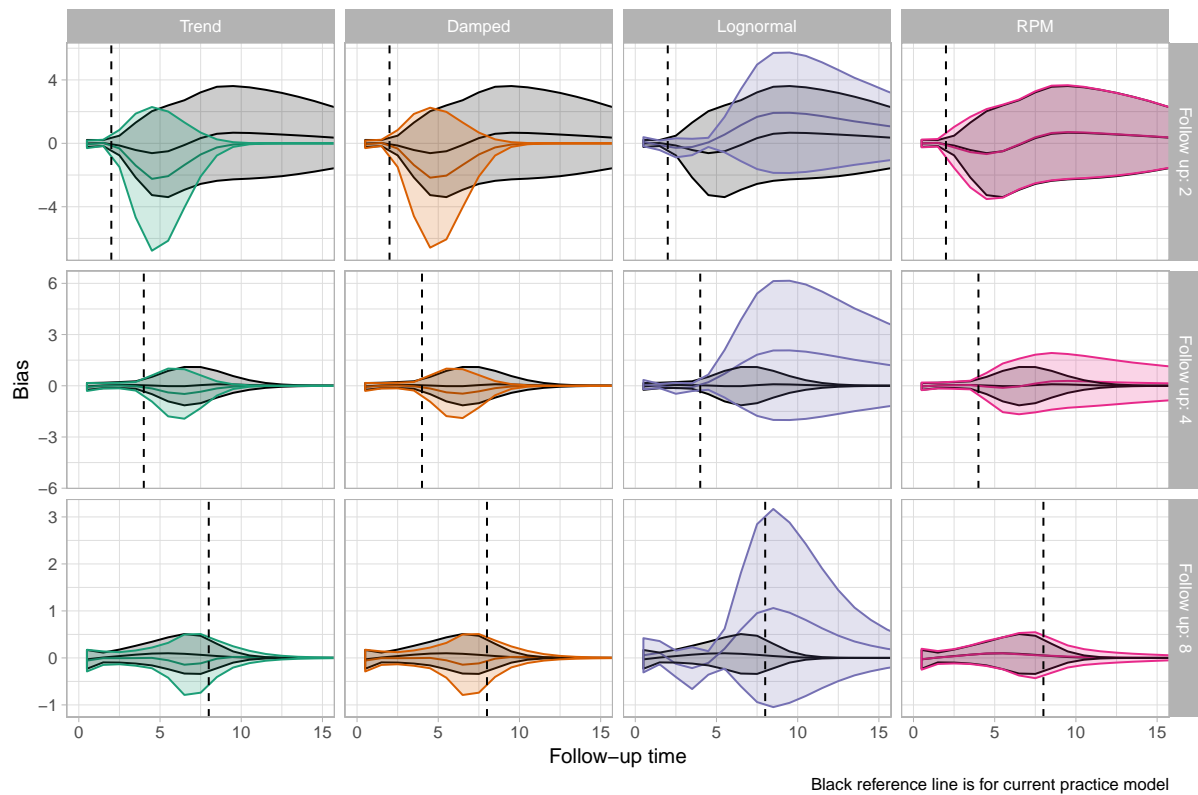 Trend Damped Lognormal RPM
4
0
−4
Follow up: 2
6
3
0
−3
−6
Follow up: 4
3
2
1
0
−1
Follow up: 8
Bias
0 5 10 15 0 5 10 15 0 5 10 15 0 5 10 15
Follow−up time
Black reference line is for current practice model